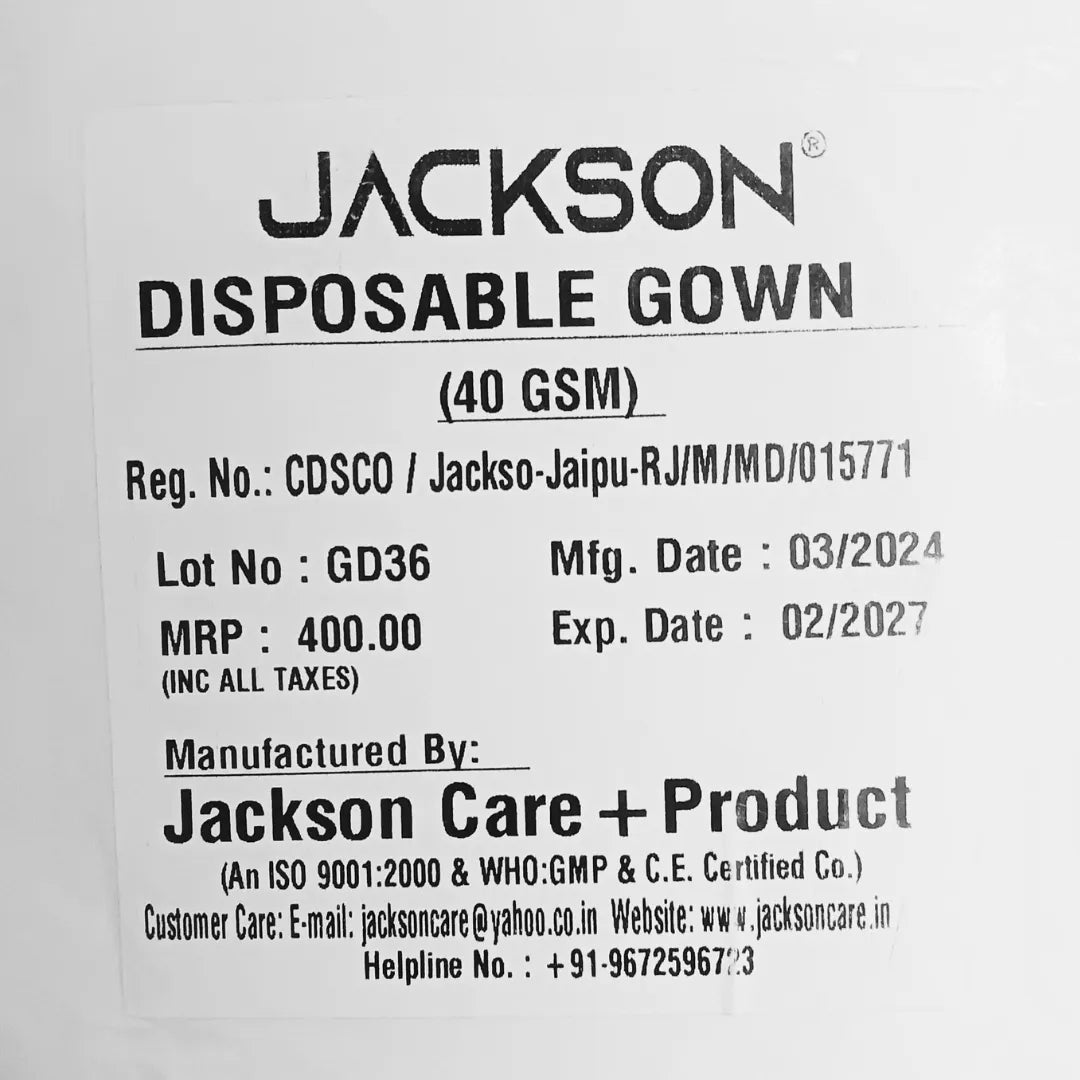 JACKSON®
DISPOSABLE GOWN
(40 GSM)
Reg. No.: CDSCO / Jackso-Jaipu-RJ/M/MD/015771
Lot No : GD36 Mfg. Date : 03/2024
MRP : 400.00 Exp. Date : 02/2027
(INC ALL TAXES)
Manufactured By:
Jackson Care + Product
(An ISO 9001:2000 & WHO:GMP & C.E. Certified Co.)
Customer Care: E-mail: jacksoncare@yahoo.co.in Website: www.jacksoncare.in
Helpline No. : +91-9672596723